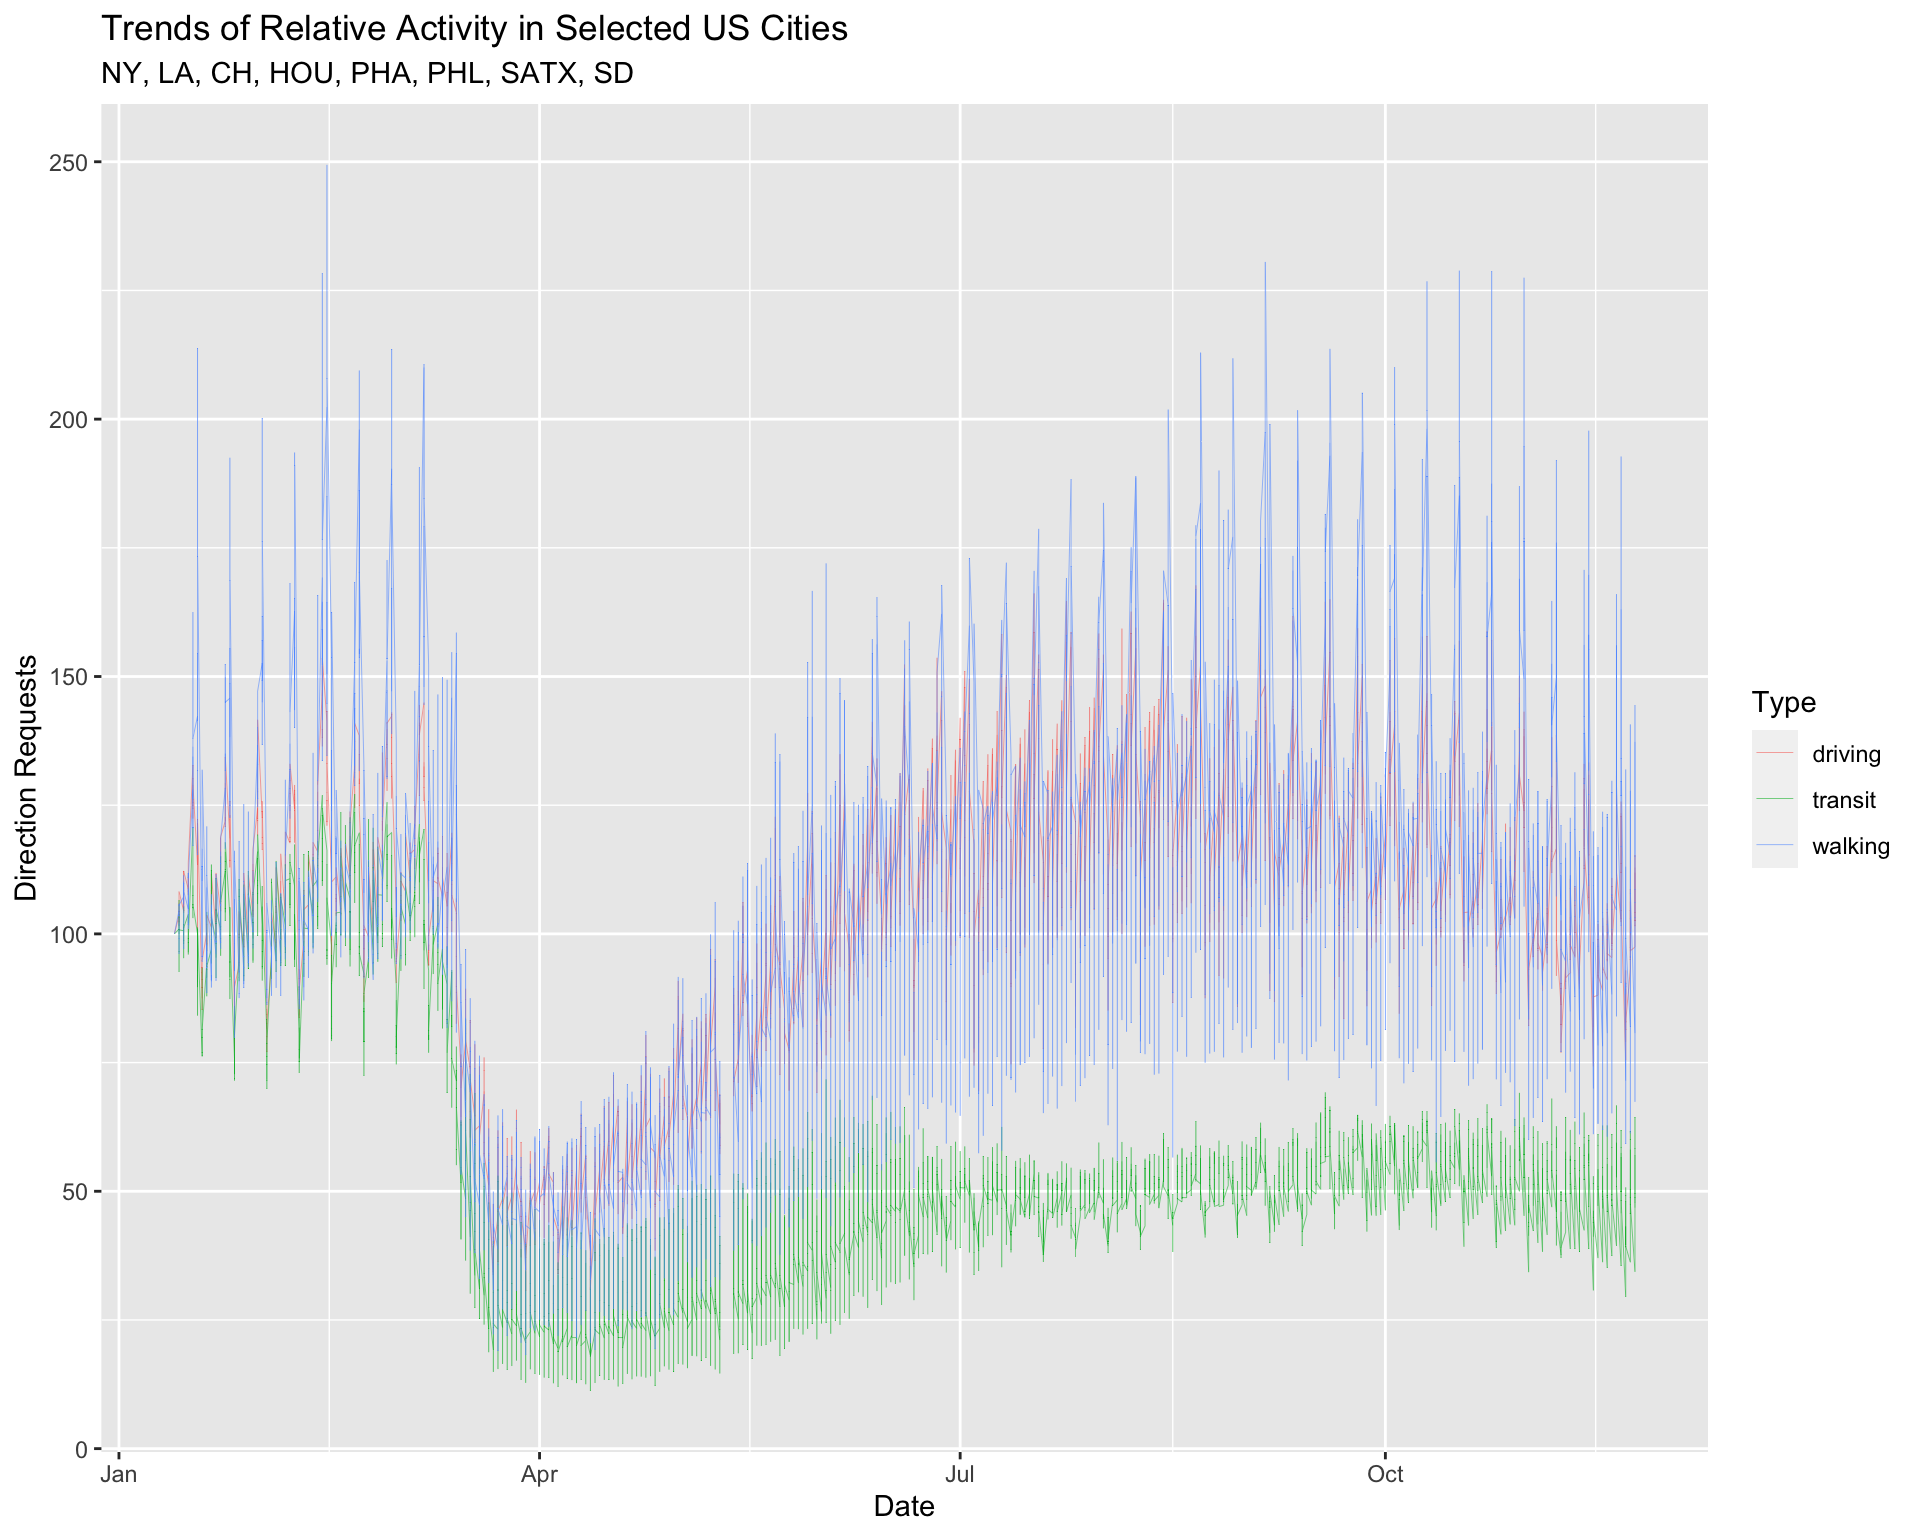 Trends of Relative Activity in Selected US Cities
NY, LA, CH, HOU, PHA, PHL, SATX, SD
Direction Requests
250
200
150
100
50
0
Jan
Apr
Jul
Oct
Date
Type
driving
transit
walking